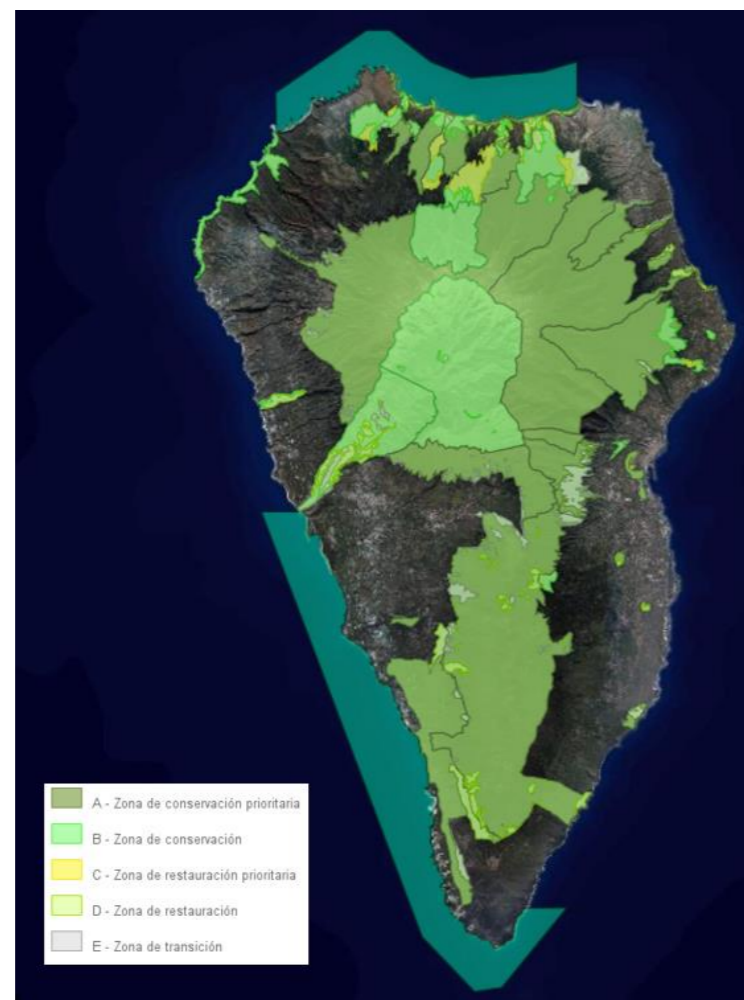 A - Zona de conservación prioritaria
B - Zona de conservación
C - Zona de restauración prioritaria
D - Zona de restauración
E - Zona de transición